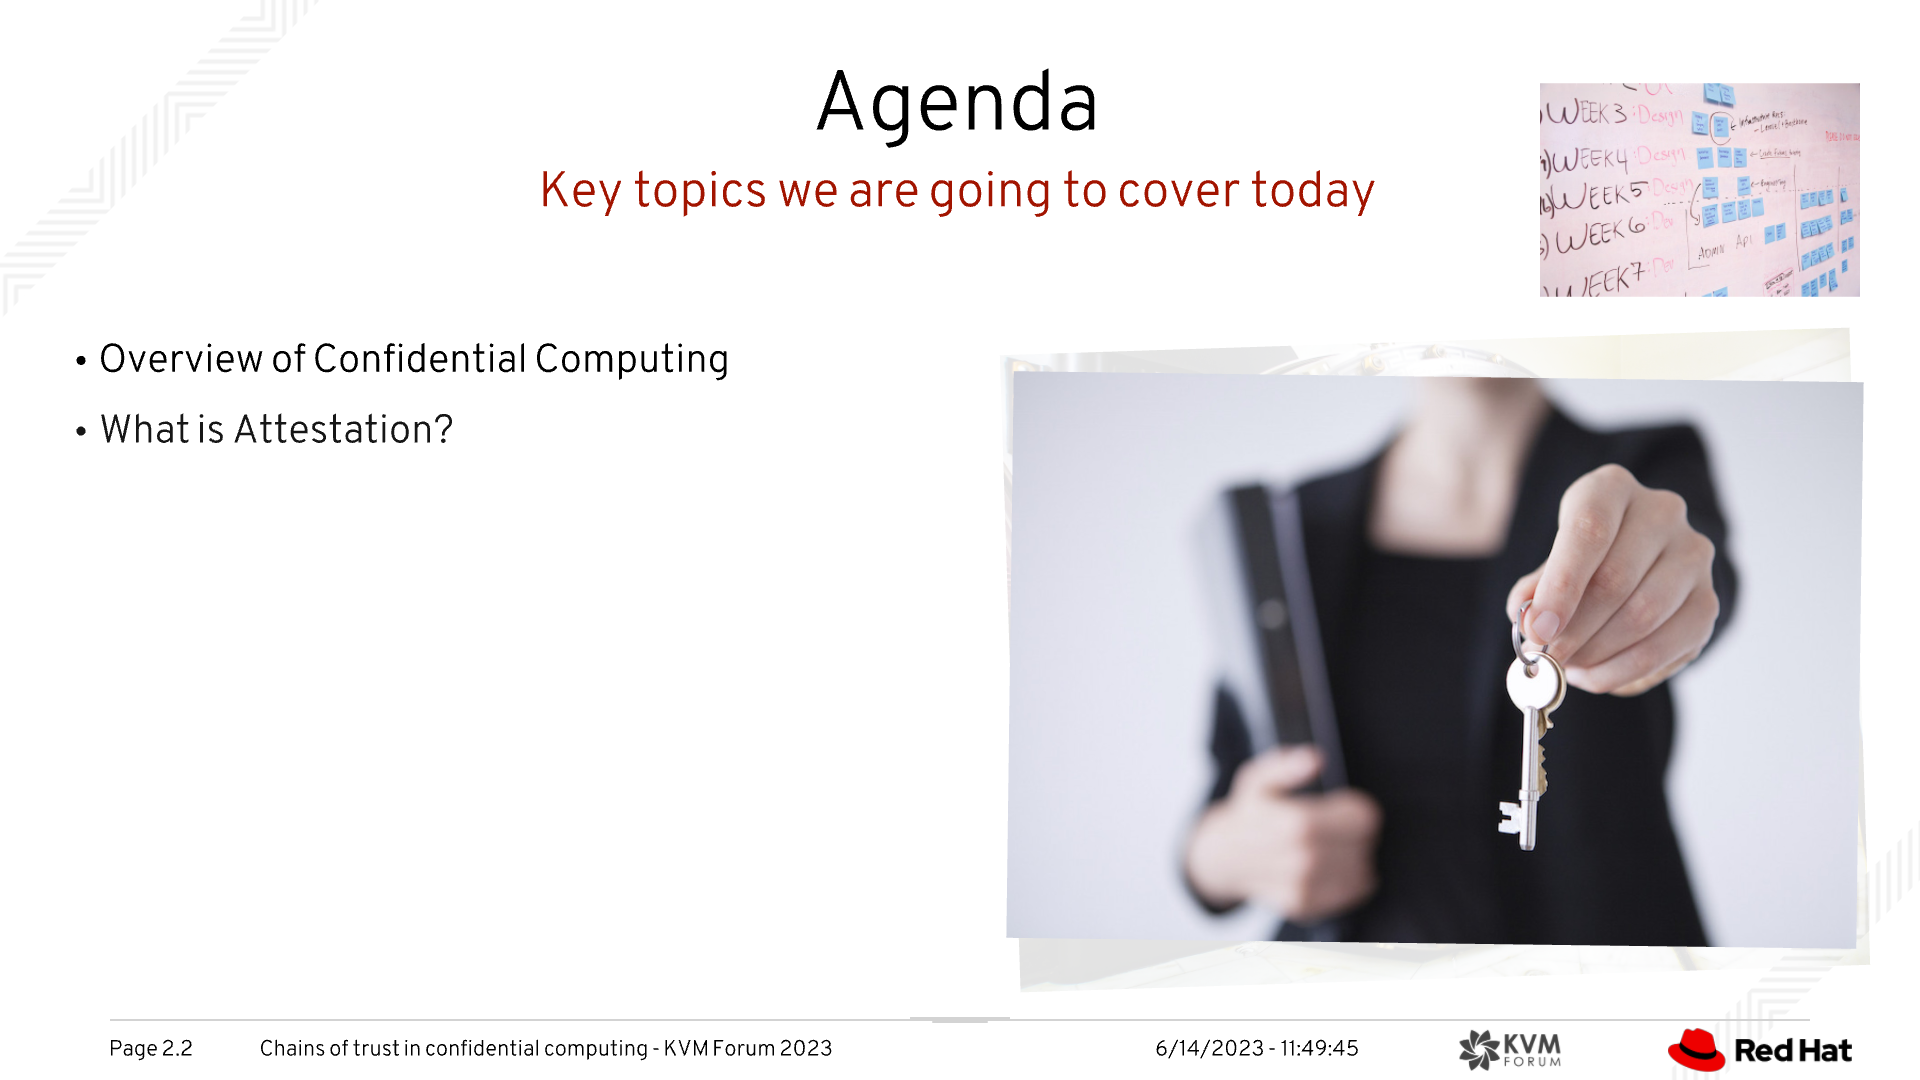 Agenda
Key topics we are going to cover today
WEEK 3: Design
WEEK 4: Design
WEEK 5: Design
WEEK 6: Dev
ADMIN API
WEEK 7: Dev
• Overview of Confidential Computing
• What is Attestation?
Page 2.2
Chains of trust in confidential computing - KVM Forum 2023
6/14/2023 - 11:49:45
KVM
FORUM
Red Hat